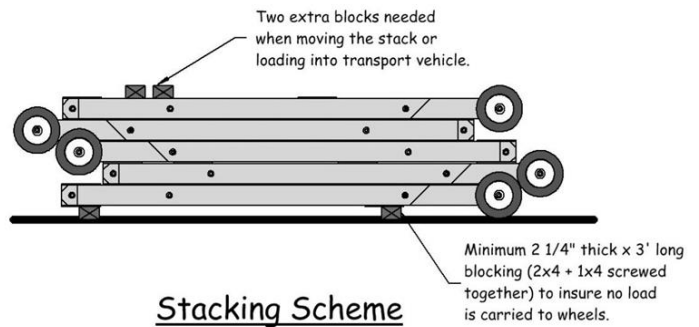 Two extra blocks needed
when moving the stack or
loading into transport vehicle.
Minimum 2 1/4" thick x 3' long
blocking (2x4 + 1x4 screwed
together) to insure no load
is carried to wheels.
Stacking Scheme